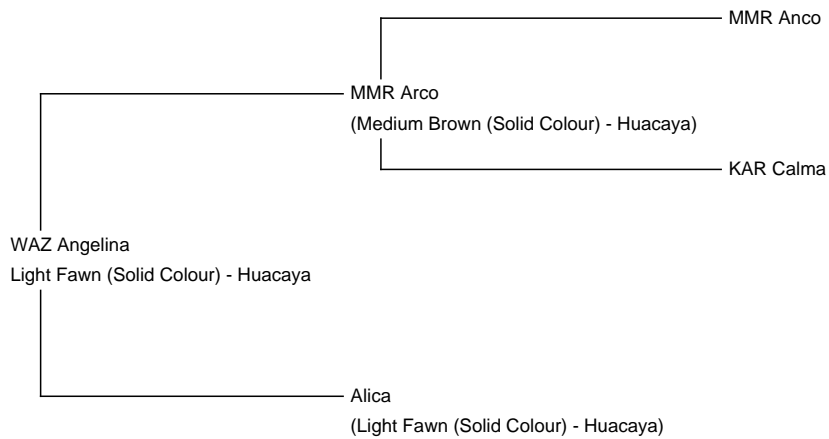 MMR Anco
MMR Arco
(Medium Brown (Solid Colour) - Huacaya)
KAR Calma
WAZ Angelina
Light Fawn (Solid Colour) - Huacaya
Alica
(Light Fawn (Solid Colour) - Huacaya)